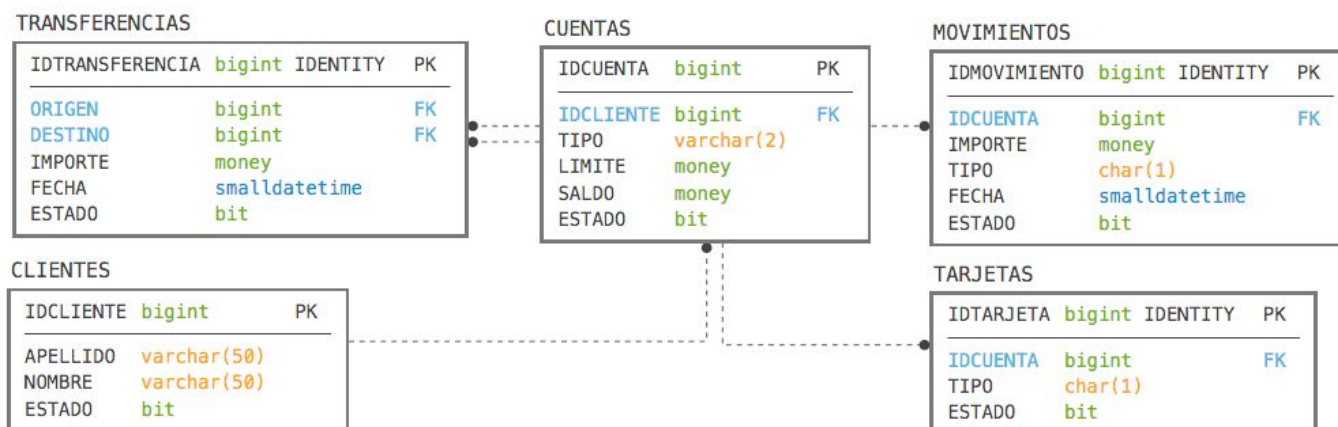 TRANSFERENCIAS
IDTRANSFERENCIA bigint IDENTITY PK
ORIGEN bigint FK
DESTINO bigint FK
IMPORTE money
FECHA smalldatetime
ESTADO bit
CUENTAS
IDCUENTA bigint PK
IDCLIENTE bigint FK
TIPO varchar(2)
LIMITE money
SALDO money
ESTADO bit
MOVIMIENTOS
IDMOVIMIENTO bigint IDENTITY PK
IDCUENTA bigint FK
IMPORTE money
TIPO char(1)
FECHA smalldatetime
ESTADO bit
CLIENTES
IDCLIENTE bigint PK
APELLIDO varchar(50)
NOMBRE varchar(50)
ESTADO bit
TARJETAS
IDTARJETA bigint IDENTITY PK
IDCUENTA bigint FK
TIPO char(1)
ESTADO bit